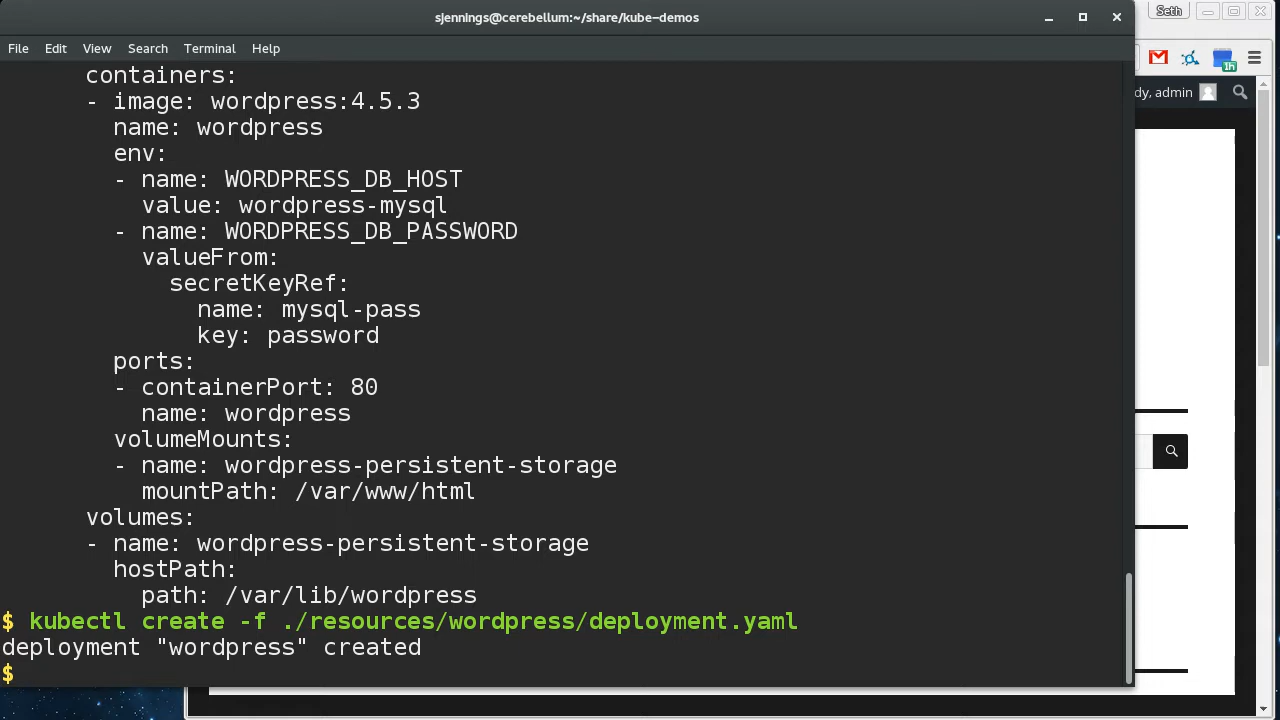 sjennings@cerebellum:~/share/kube-demos
Seth
File Edit View Search Terminal Help
1h
dy, admin
containers:
- image: wordpress:4.5.3
name: wordpress
env:
- name: WORDPRESS_DB_HOST
value: wordpress-mysql
- name: WORDPRESS_DB_PASSWORD
valueFrom:
secretKeyRef:
name: mysql-pass
key: password
ports:
- containerPort: 80
name: wordpress
volumeMounts:
- name: wordpress-persistent-storage
mountPath: /var/www/html
volumes:
- name: wordpress-persistent-storage
hostPath:
path: /var/lib/wordpress
$ kubectl create -f ./resources/wordpress/deployment.yaml
deployment "wordpress" created
$